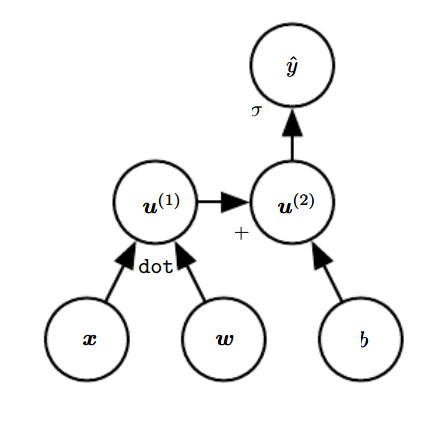 ŷ
σ
u(1) u(2)
+
dot
x w b